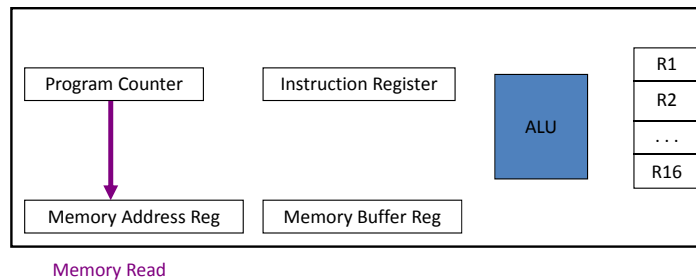 Program Counter
Instruction Register
ALU
R1
R2
. . .
R16
Memory Address Reg
Memory Buffer Reg
Memory Read